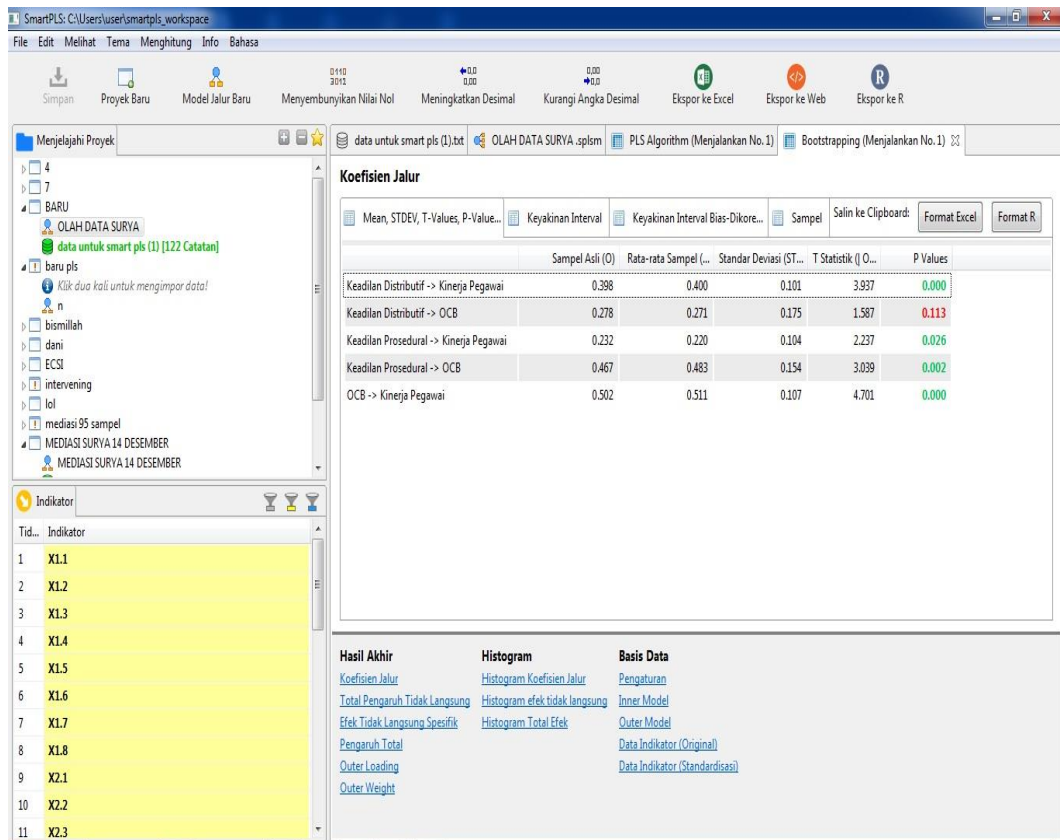 SmartPLS: C:\Users\user\smartpls_workspace
File Edit Melihat Tema Menghitung Info Bahasa
Simpan Proyek Baru Model Jalur Baru Menyembunyikan Nilai Nol Meningkatkan Desimal Kurangi Angka Desimal Ekspor ke Excel Ekspor ke Web Ekspor ke R
Menjelajahi Proyek
4
7
BARU
OLAH DATA SURYA
data untuk smart pls (1) [122 Catatan]
baru pls
Klik dua kali untuk mengimpor data!
n
bismillah
dani
ECSI
intervening
lol
mediasi 95 sampel
MEDIASI SURYA 14 DESEMBER
MEDIASI SURYA 14 DESEMBER
Indikator
Tid... Indikator
1 X1.1
2 X1.2
3 X1.3
4 X1.4
5 X1.5
6 X1.6
7 X1.7
8 X1.8
9 X2.1
10 X2.2
11 X2.3
data untuk smart pls (1).txt OLAH DATA SURYA .splsm PLS Algorithm (Menjalankan No. 1) Bootstrapping (Menjalankan No. 1)
Koefisien Jalur
Mean, STDEV, T-Values, P-Value... Keyakinan Interval Keyakinan Interval Bias-Dikore... Sampel Salin ke Clipboard: Format Excel Format R
Sampel Asli (O) Rata-rata Sampel (... Standar Deviasi (ST... T Statistik (| O... P Values
Keadilan Distributif -> Kinerja Pegawai 0.398 0.400 0.101 3.937 0.000
Keadilan Distributif -> OCB 0.278 0.271 0.175 1.587 0.113
Keadilan Prosedural -> Kinerja Pegawai 0.232 0.220 0.104 2.237 0.026
Keadilan Prosedural -> OCB 0.467 0.483 0.154 3.039 0.002
OCB -> Kinerja Pegawai 0.502 0.511 0.107 4.701 0.000
Hasil Akhir Histogram Basis Data
Koefisien Jalur Histogram Koefisien Jalur Pengaturan
Total Pengaruh Tidak Langsung Histogram efek tidak langsung Inner Model
Efek Tidak Langsung Spesifik Histogram Total Efek Outer Model
Pengaruh Total Data Indikator (Original)
Outer Loading Data Indikator (Standardisasi)
Outer Weight